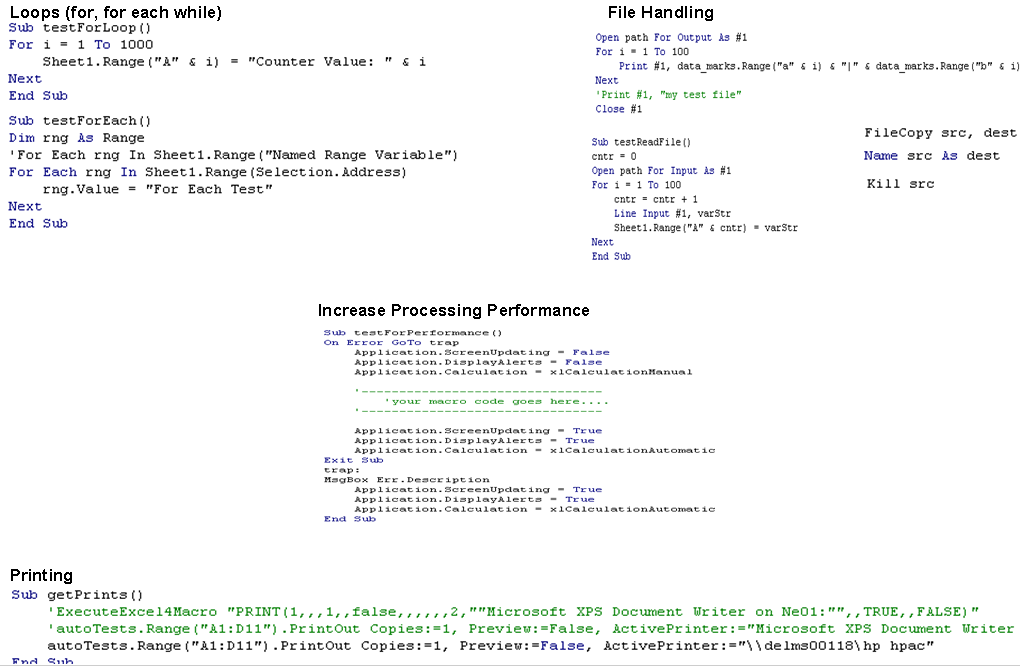 Loops (for, for each while)
Sub testForLoop()
For i = 1 To 1000
Sheet1.Range("A" & i) = "Counter Value: " & i
Next
End Sub
Sub testForEach()
Dim rng As Range
'For Each rng In Sheet1.Range("Named Range Variable")
For Each rng In Sheet1.Range(Selection.Address)
rng.Value = "For Each Test"
Next
End Sub
File Handling
Open path For Output As #1
For i = 1 To 100
Print #1, data_marks.Range("a" & i) & "|" & data_marks.Range("b" & i)
Next
'Print #1, "my test file"
Close #1
Sub testReadFile()
cntr = 0
Open path For Input As #1
For i = 1 To 100
cntr = cntr + 1
Line Input #1, varStr
Sheet1.Range("A" & cntr) = varStr
Next
End Sub
FileCopy src, dest
Name src As dest
Kill src
Increase Processing Performance
Sub testForPerformance()
On Error GoTo trap
Application.ScreenUpdating = False
Application.DisplayAlerts = False
Application.Calculation = xlCalculationManual
'--------------------------------
'your macro code goes here....
'--------------------------------
Application.ScreenUpdating = True
Application.DisplayAlerts = True
Application.Calculation = xlCalculationAutomatic
Exit Sub
trap:
MsgBox Err.Description
Application.ScreenUpdating = True
Application.DisplayAlerts = True
Application.Calculation = xlCalculationAutomatic
End Sub
Printing
Sub getPrints()
'ExecuteExcel4Macro "PRINT(1,,,1,,false,,,,,,2,""Microsoft XPS Document Writer on Ne01:"",,TRUE,,FALSE)"
'autoTests.Range("A1:D11").PrintOut Copies:=1, Preview:=False, ActivePrinter:="Microsoft XPS Document Writer
autoTests.Range("A1:D11").PrintOut Copies:=1, Preview:=False, ActivePrinter:="\\delms00118\hp hpac"
End Sub